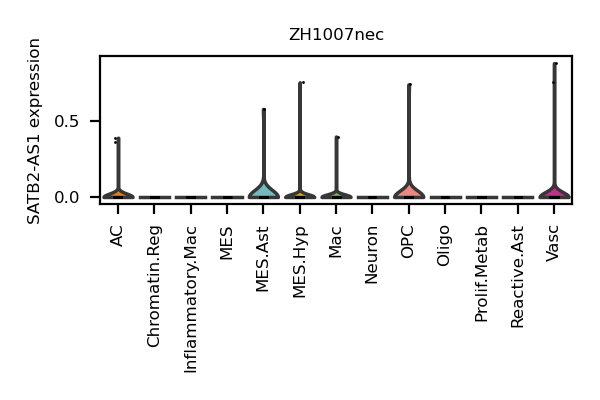 ZH1007nec
SATB2-AS1 expression
0.5
0.0
AC
Chromatin.Reg
Inflammatory.Mac
MES
MES.Ast
MES.Hyp
Mac
Neuron
OPC
Oligo
Prolif.Metab
Reactive.Ast
Vasc